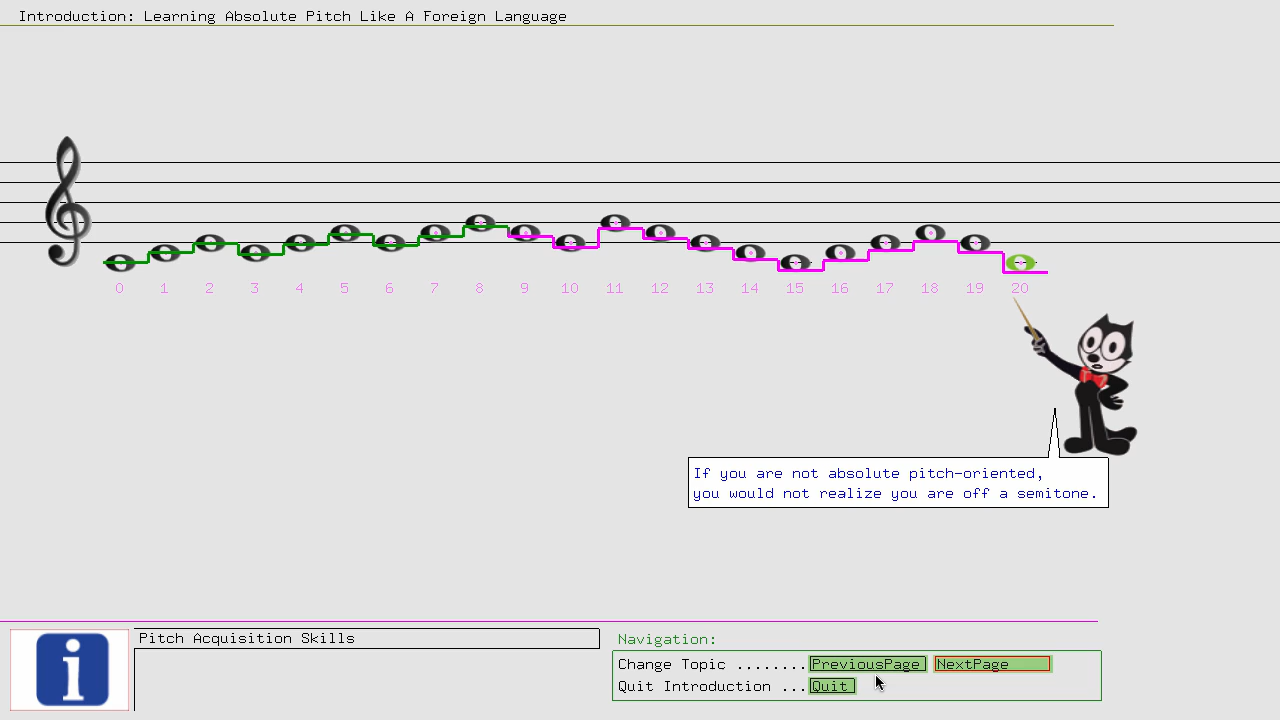 Introduction: Learning Absolute Pitch Like A Foreign Language
0 1 2 3 4 5 6 7 8 9 10 11 12 13 14 15 16 17 18 19 20
If you are not absolute pitch-oriented,
you would not realize you are off a semitone.
Pitch Acquisition Skills
Navigation:
Change Topic ........PreviousPage NextPage
Quit Introduction ...Quit